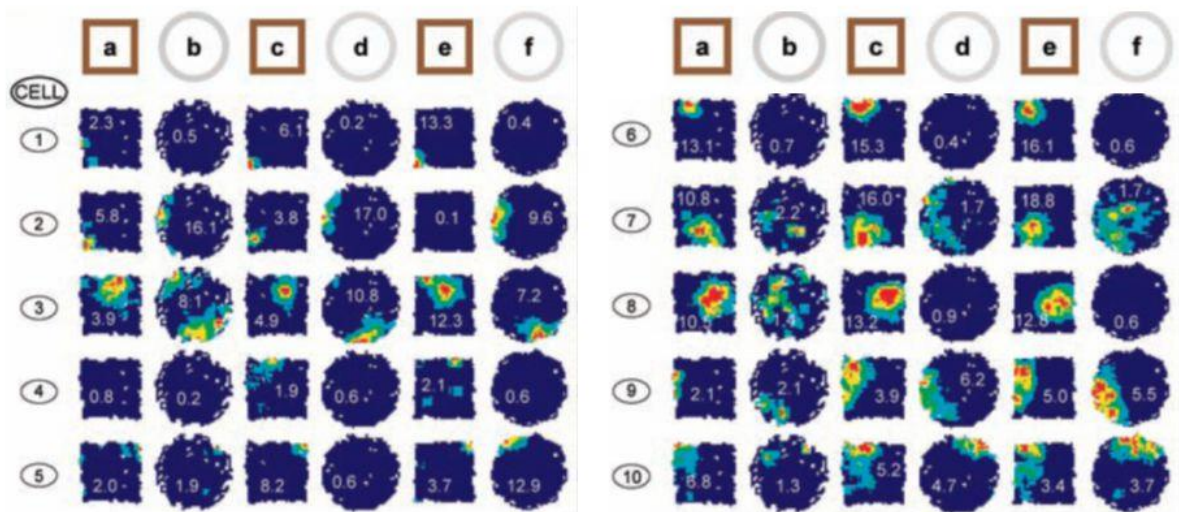 a b c d e f
CELL
1 2.3 0.5 6.1 0.2 13.3 0.4
2 5.8 16.1 3.8 17.0 0.1 9.6
3 3.9 8.1 4.9 10.8 12.3 7.2
4 0.8 0.2 1.9 0.6 2.1 0.6
5 2.0 1.9 8.2 0.6 3.7 12.9
a b c d e f
6 13.1 0.7 15.3 0.4 16.1 0.6
7 10.8 2.2 16.0 1.7 18.8 1.7
8 10.5 1.4 13.2 0.9 12.8 0.6
9 2.1 2.1 3.9 6.2 5.0 5.5
10 6.8 1.3 5.2 4.7 3.4 3.7